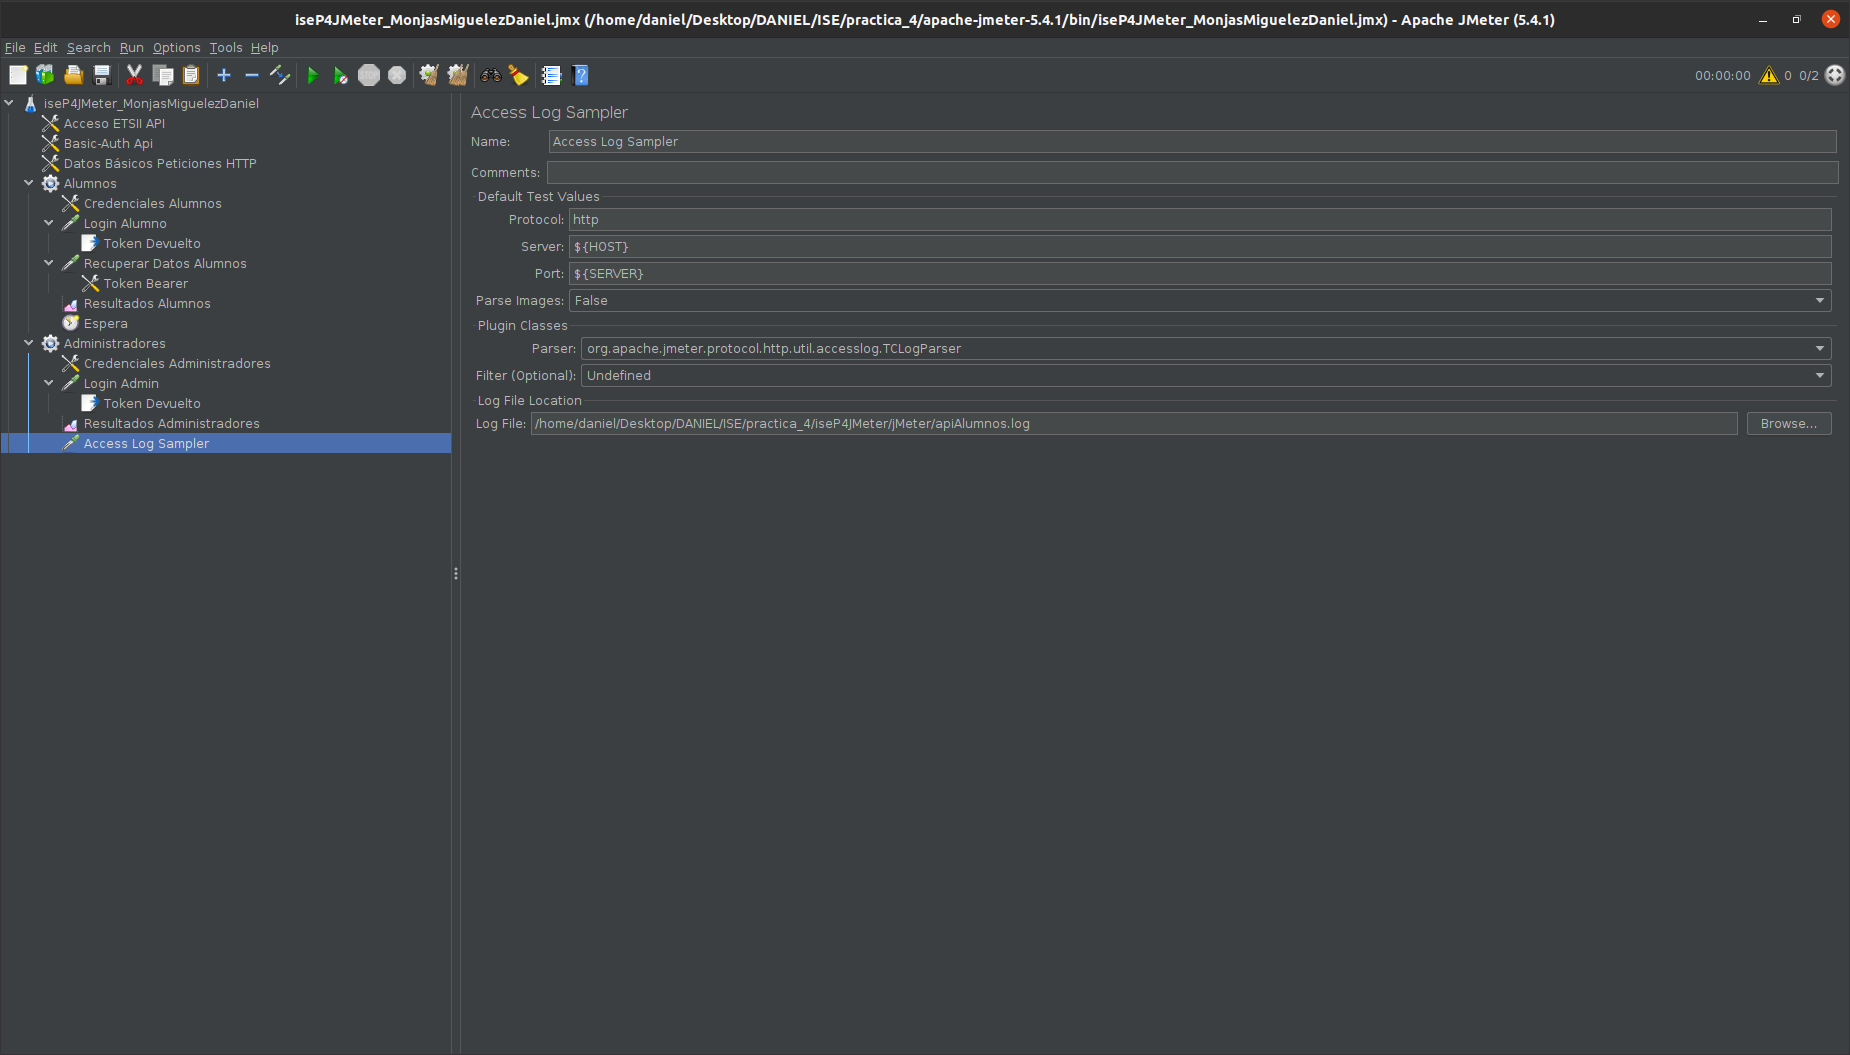 iseP4JMeter_MonjasMiguelezDaniel.jmx (/home/daniel/Desktop/DANIEL/ISE/practica_4/apache-jmeter-5.4.1/bin/iseP4JMeter_MonjasMiguelezDaniel.jmx) - Apache JMeter (5.4.1)
File Edit Search Run Options Tools Help
STOP 00:00:00 0 0/2
iseP4JMeter_MonjasMiguelezDaniel
Acceso ETSII API
Basic-Auth Api
Datos Básicos Peticiones HTTP
Alumnos
Credenciales Alumnos
Login Alumno
Token Devuelto
Recuperar Datos Alumnos
Token Bearer
Resultados Alumnos
Espera
Administradores
Credenciales Administradores
Login Admin
Token Devuelto
Resultados Administradores
Access Log Sampler
Access Log Sampler
Name: Access Log Sampler
Comments:
Default Test Values
Protocol: http
Server: ${HOST}
Port: ${SERVER}
Parse Images: False
Plugin Classes
Parser: org.apache.jmeter.protocol.http.util.accesslog.TCLogParser
Filter (Optional): Undefined
Log File Location
Log File: /home/daniel/Desktop/DANIEL/ISE/practica_4/iseP4JMeter/jMeter/apiAlumnos.log Browse...